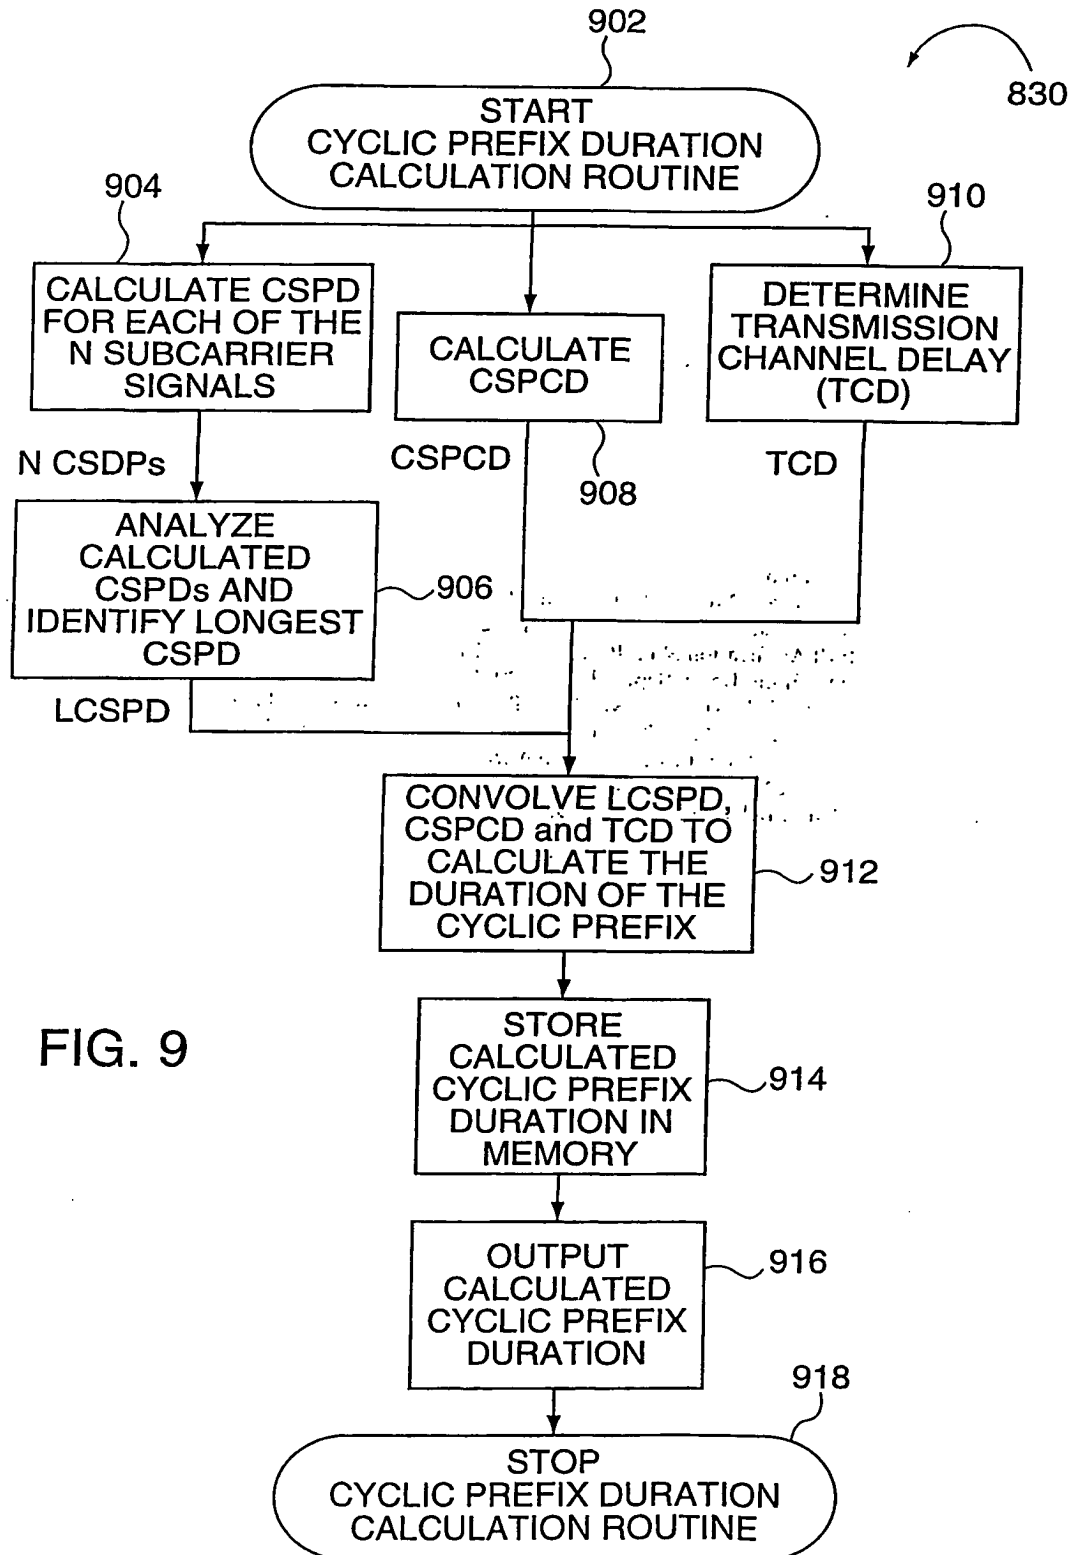 902
830
START
CYCLIC PREFIX DURATION
CALCULATION ROUTINE
904
CALCULATE CSPD
FOR EACH OF THE
N SUBCARRIER
SIGNALS
CALCULATE
CSPCD
908
910
DETERMINE
TRANSMISSION
CHANNEL DELAY
(TCD)
N CSDPs
CSPCD
TCD
ANALYZE
CALCULATED
CSPDs AND
IDENTIFY LONGEST
CSPD
906
LCSPD
CONVOLVE LCSPD,
CSPCD and TCD TO
CALCULATE THE
DURATION OF THE
CYCLIC PREFIX
912
FIG. 9
STORE
CALCULATED
CYCLIC PREFIX
DURATION IN
MEMORY
914
OUTPUT
CALCULATED
CYCLIC PREFIX
DURATION
916
918
STOP
CYCLIC PREFIX DURATION
CALCULATION ROUTINE